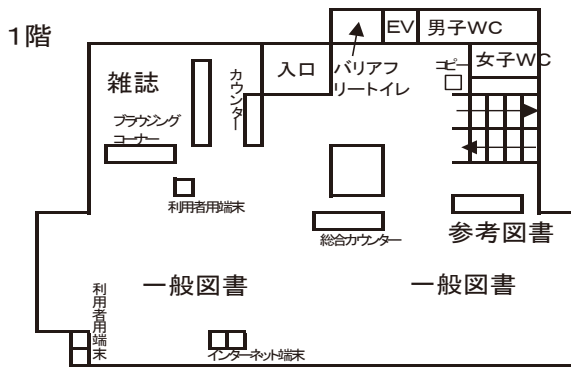 1階
EV
男子WC
女子WC
入口
バリアフ
リートイレ
コピー
雑誌
カウンター
ブラウジング
コーナー
利用者用端末
総合カウンター
参考図書
一般図書
一般図書
利用者用端末
インターネット端末